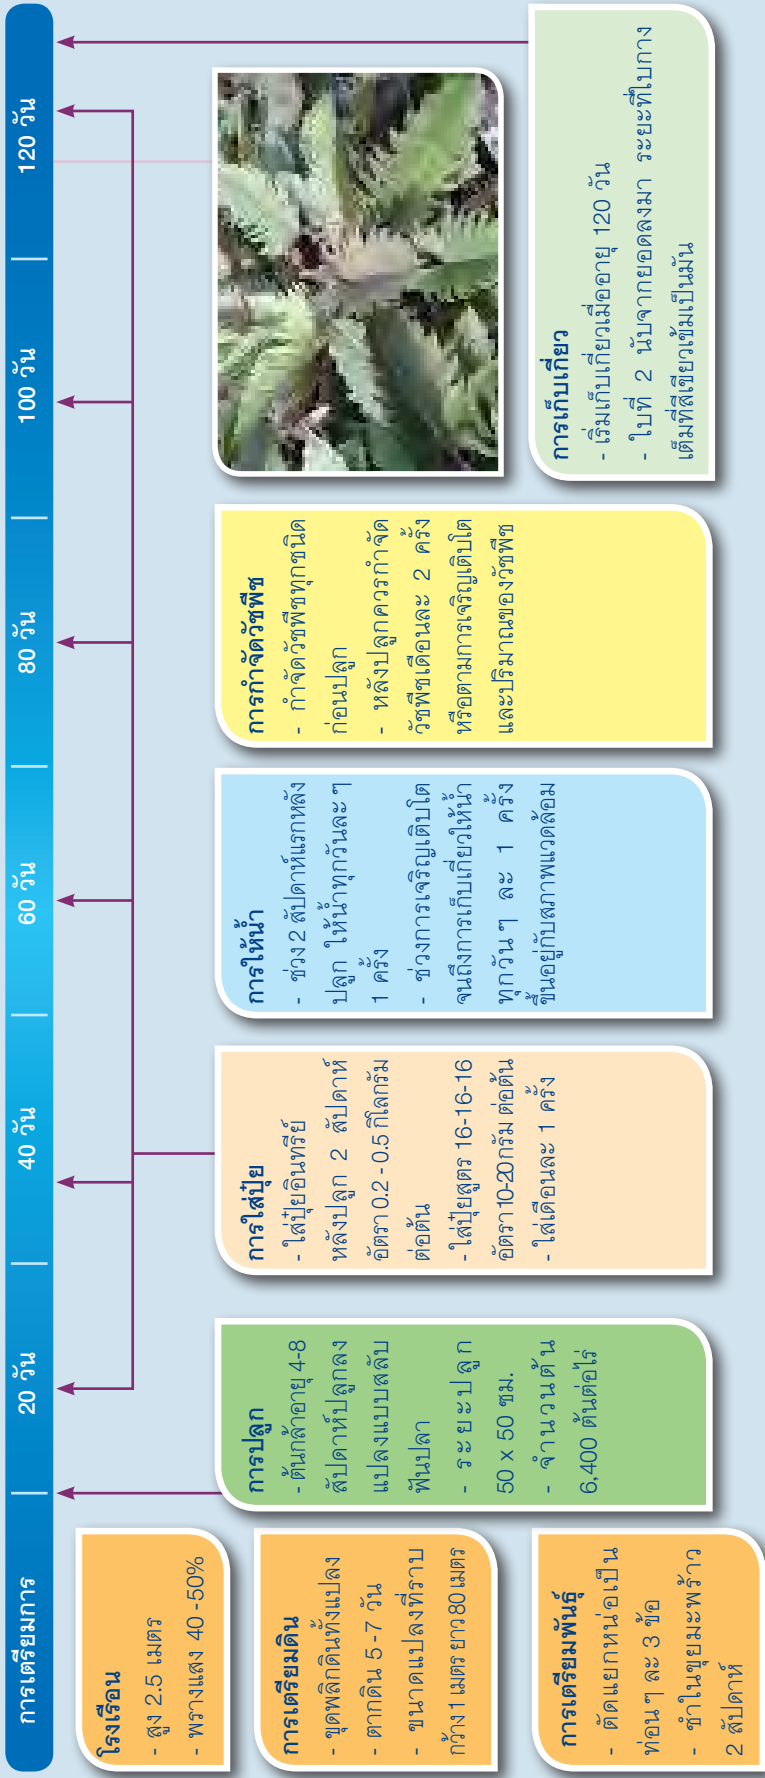 การเตรียมการ
20 วัน
40 วัน
60 วัน
80 วัน
100 วัน
120 วัน
โรงเรือน
- สูง 2.5 เมตร
- พรางแสง 40 -50%
การเตรียมดิน
- ขุดพลิกดินทั้งแปลง
- ตากดิน 5 -7 วัน
- ขนาดแปลงที่ราบ
กว้าง 1 เมตร ยาว 80 เมตร
การเตรียมพันธุ์
- ตัดแยกหน่อเป็น
ท่อนๆ ละ 3 ข้อ
- ชำในขุยมะพร้าว
2 สัปดาห์
การปลูก
- ต้นกล้าอายุ 4-8
สัปดาห์ปลูกลง
แปลงแบบสลับ
ฟันปลา
- ระยะปลูก
50 x 50 ซม.
- จำนวนต้น
6,400 ต้นต่อไร่
การใส่ปุ๋ย
- ใส่ปุ๋ยอินทรีย์
หลังปลูก 2 สัปดาห์
อัตรา 0.2 - 0.5 กิโลกรัม
ต่อต้น
- ใส่ปุ๋ยสูตร 16-16-16
อัตรา 10-20 กรัม ต่อต้น
- ใส่เดือนละ 1 ครั้ง
การให้น้ำ
- ช่วง 2 สัปดาห์แรกหลัง
ปลูก ให้น้ำทุกวันละ ๆ
1 ครั้ง
- ช่วงการเจริญเติบโต
จนถึงการเก็บเกี่ยวให้น้ำ
ทุกวัน ๆ ละ 1 ครั้ง
ขึ้นอยู่กับสภาพแวดล้อม
การกำจัดวัชพืช
- กำจัดวัชพืชทุกชนิด
ก่อนปลูก
- หลังปลูกควรกำจัด
วัชพืชเดือนละ 2 ครั้ง
หรือตามการเจริญเติบโต
และปริมาณของวัชพืช
การเก็บเกี่ยว
- เริ่มเก็บเกี่ยวเมื่ออายุ 120 วัน
- ใบที่ 2 นับจากยอดลงมา ระยะที่ใบกาง
เต็มที่สีเขียวเข้มเป็นมัน